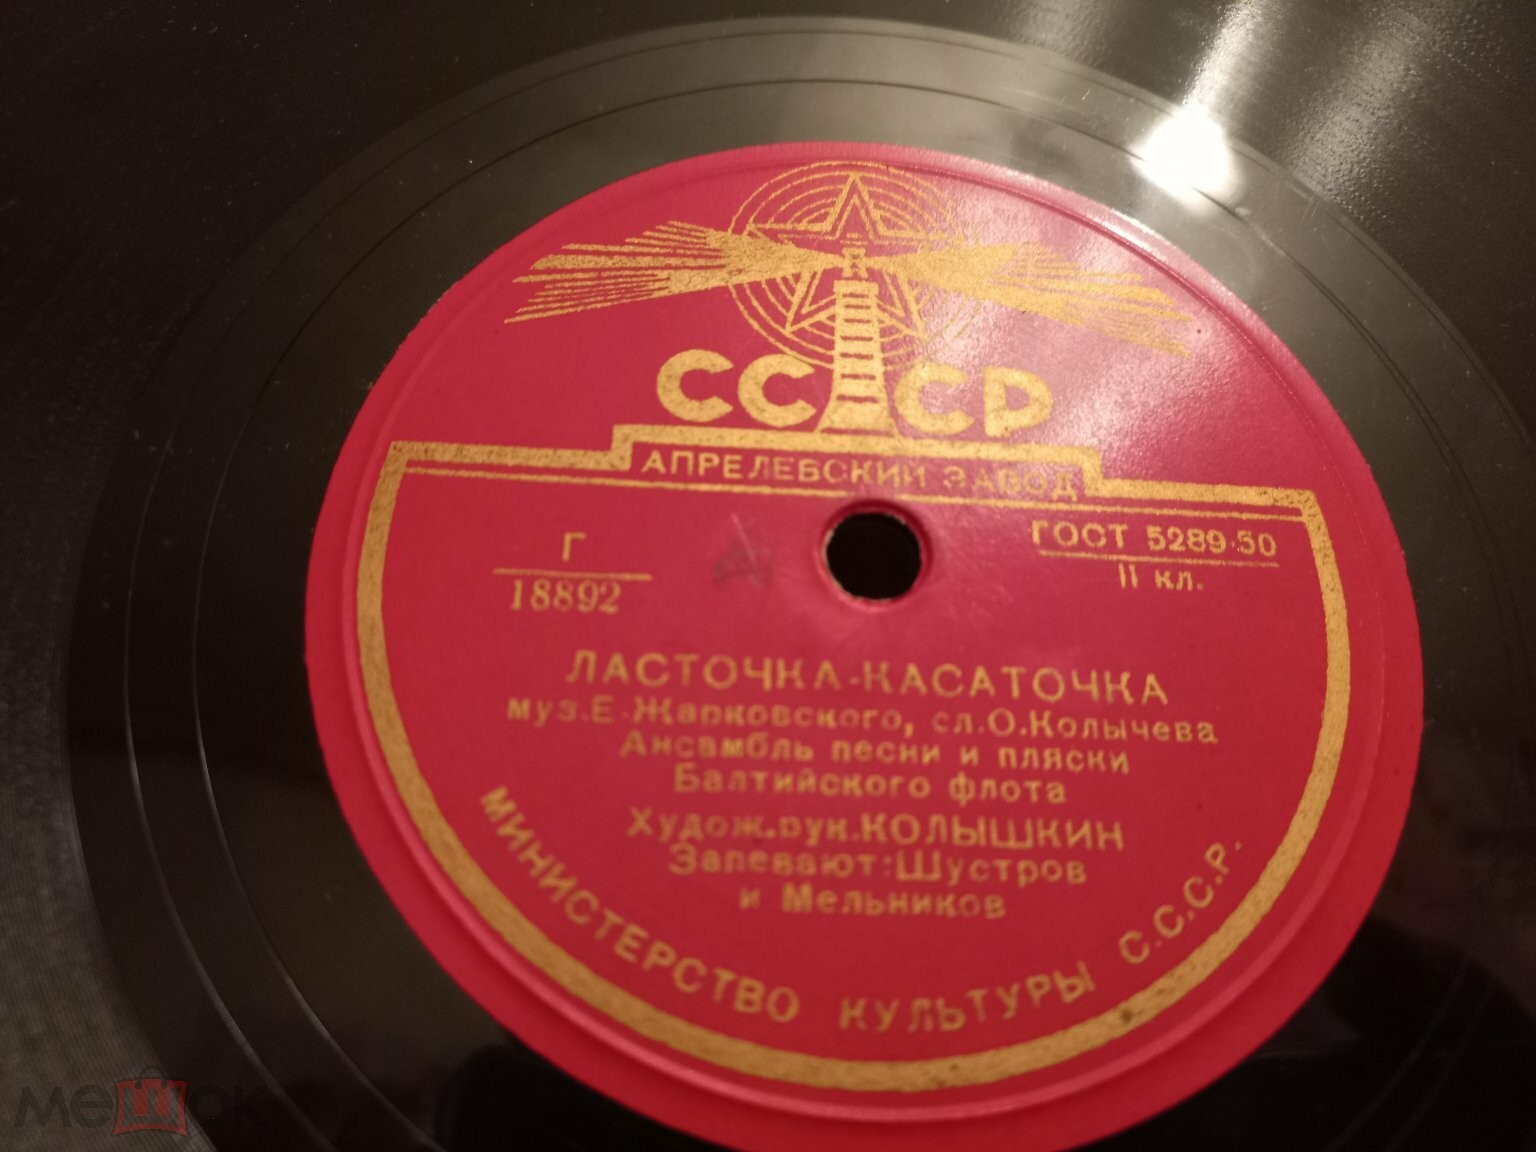 СССР
АПРЕЛЕВСКИЙ ЗАВОД
Г
18892
ГОСТ 5289-50
II кл.
ЛАСТОЧКА-КАСАТОЧКА
муз.Е.Жарковского, сл.О.Колычева
Ансамбль песни и пляски
Балтийского флота
Худож.рук.КОЛЫШКИН
Запевают:Шустров
и Мельников
МИНИСТЕРСТВО КУЛЬТУРЫ С.С.С.Р.
мешок